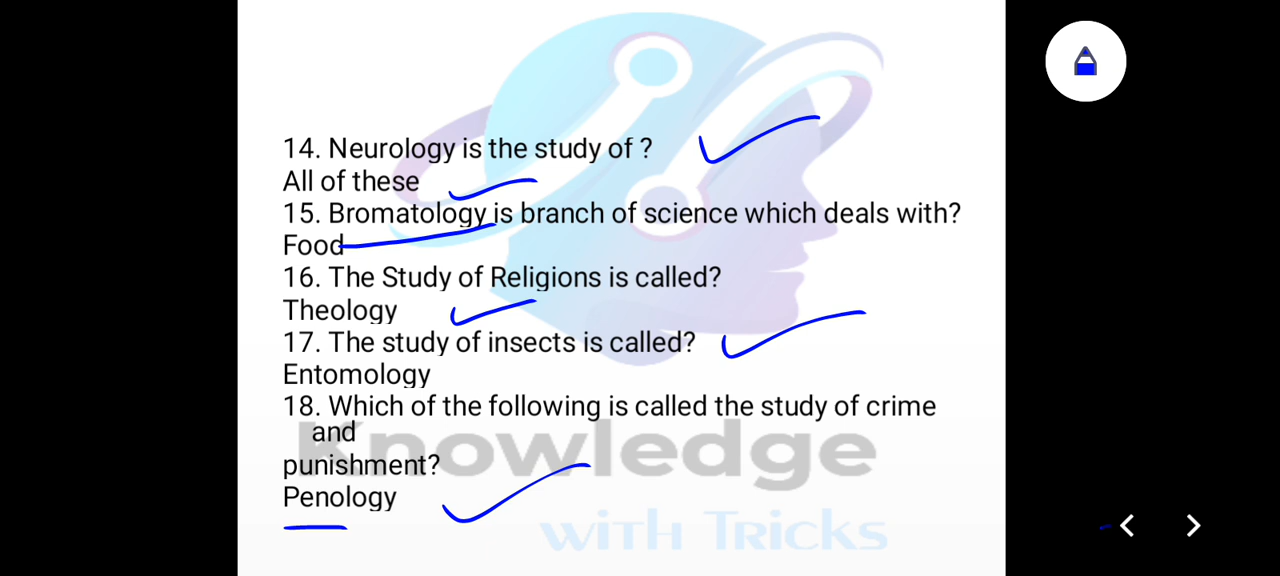 14. Neurology is the study of ?
All of these
15. Bromatology is branch of science which deals with?
Food
16. The Study of Religions is called?
Theology
17. The study of insects is called?
Entomology
18. Which of the following is called the study of crime
and
punishment?
Penology
Knowledge
with Tricks